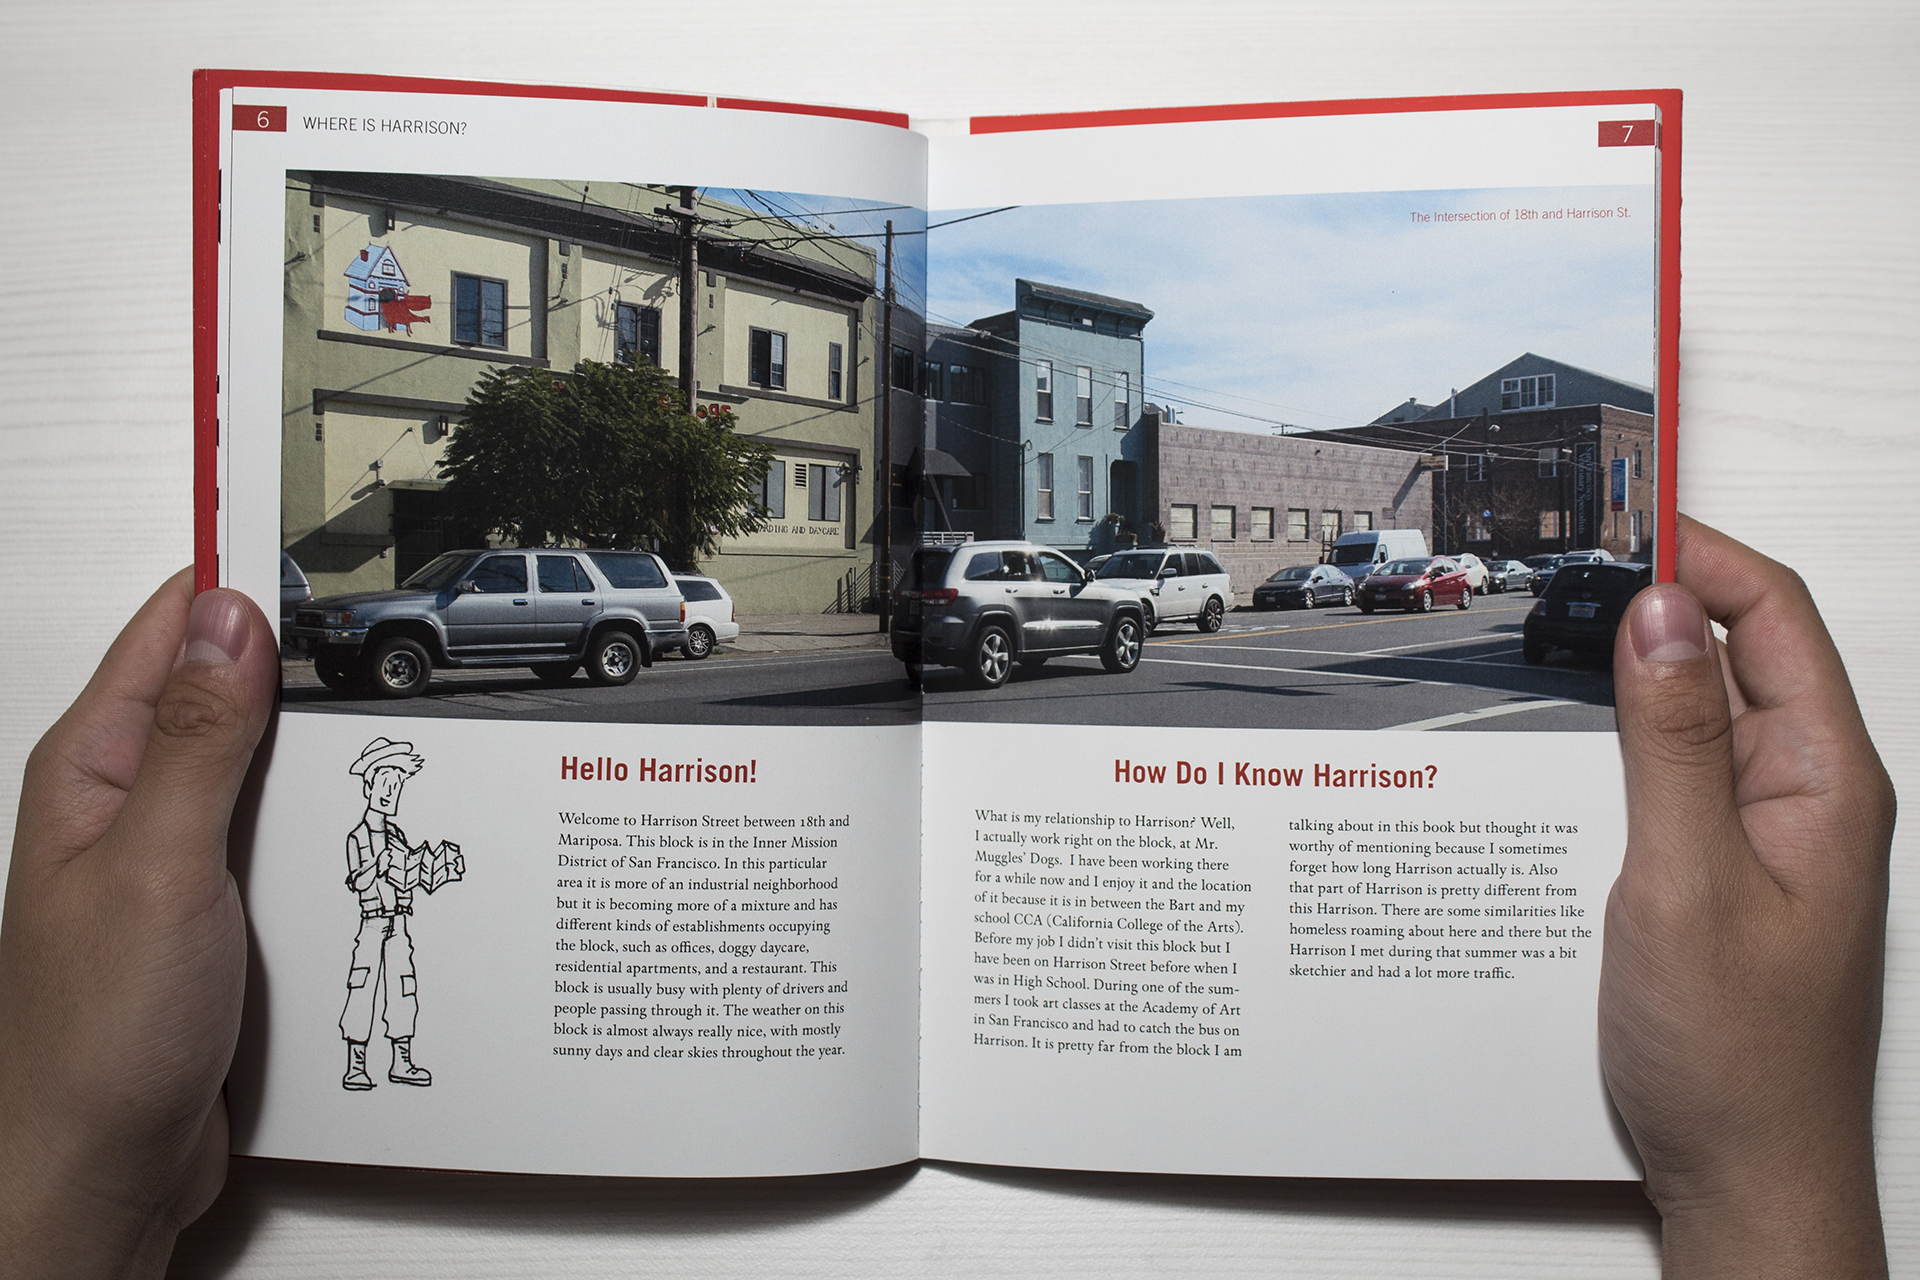 6
WHERE IS HARRISON?
7
The Intersection of 18th and Harrison St.
AND DAYCARE
Hello Harrison!
Welcome to Harrison Street between 18th and
Mariposa. This block is in the Inner Mission
District of San Francisco. In this particular
area it is more of an industrial neighborhood
but it is becoming more of a mixture and has
different kinds of establishments occupying
the block, such as offices, doggy daycare,
residential apartments, and a restaurant. This
block is usually busy with plenty of drivers and
people passing through it. The weather on this
block is almost always really nice, with mostly
sunny days and clear skies throughout the year.
How Do I Know Harrison?
What is my relationship to Harrison? Well,
I actually work right on the block, at Mr.
Muggles' Dogs.  I have been working there
for a while now and I enjoy it and the location
of it because it is in between the Bart and my
school CCA (California College of the Arts).
Before my job I didn't visit this block but I
have been on Harrison Street before when I
was in High School. During one of the sum-
mers I took art classes at the Academy of Art
in San Francisco and had to catch the bus on
Harrison. It is pretty far from the block I am
talking about in this book but thought it was
worthy of mentioning because I sometimes
forget how long Harrison actually is. Also
that part of Harrison is pretty different from
this Harrison. There are some similarities like
homeless roaming about here and there but the
Harrison I met during that summer was a bit
sketchier and had a lot more traffic.